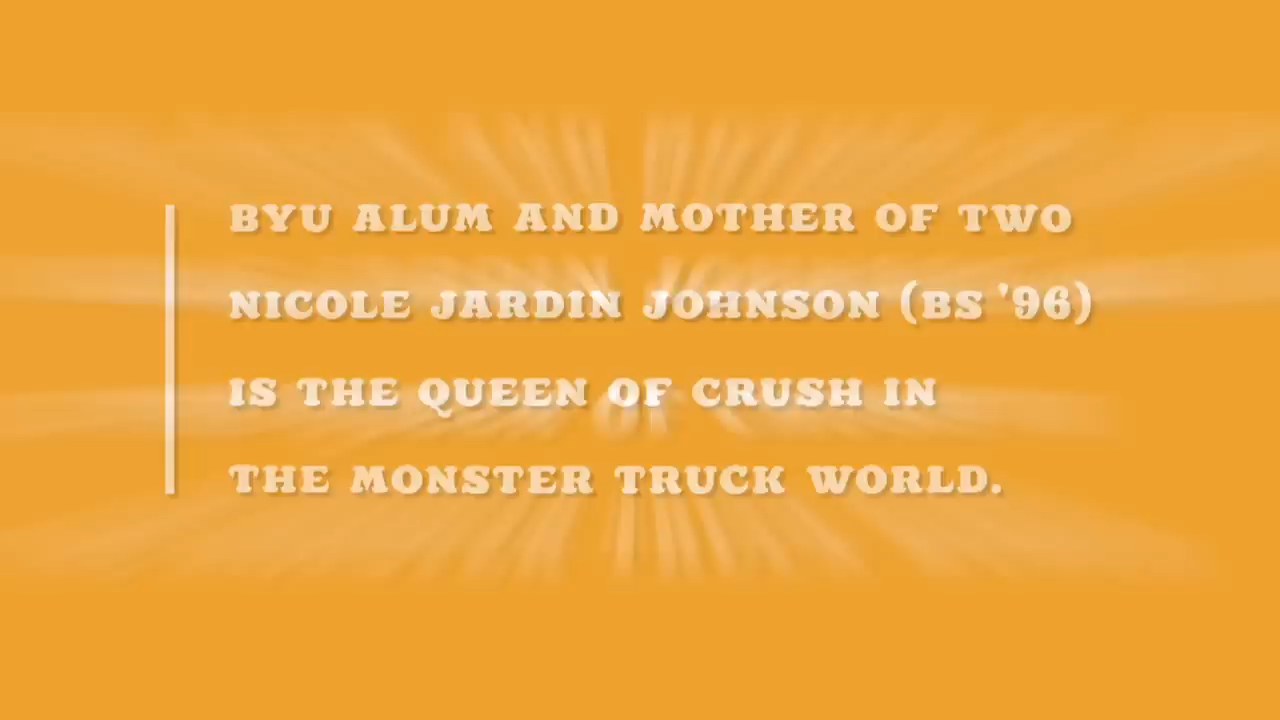 BYU ALUM AND MOTHER OF TWO
NICOLE JARDIN JOHNSON (BS '96)
IS THE QUEEN OF CRUSH IN
THE MONSTER TRUCK WORLD.